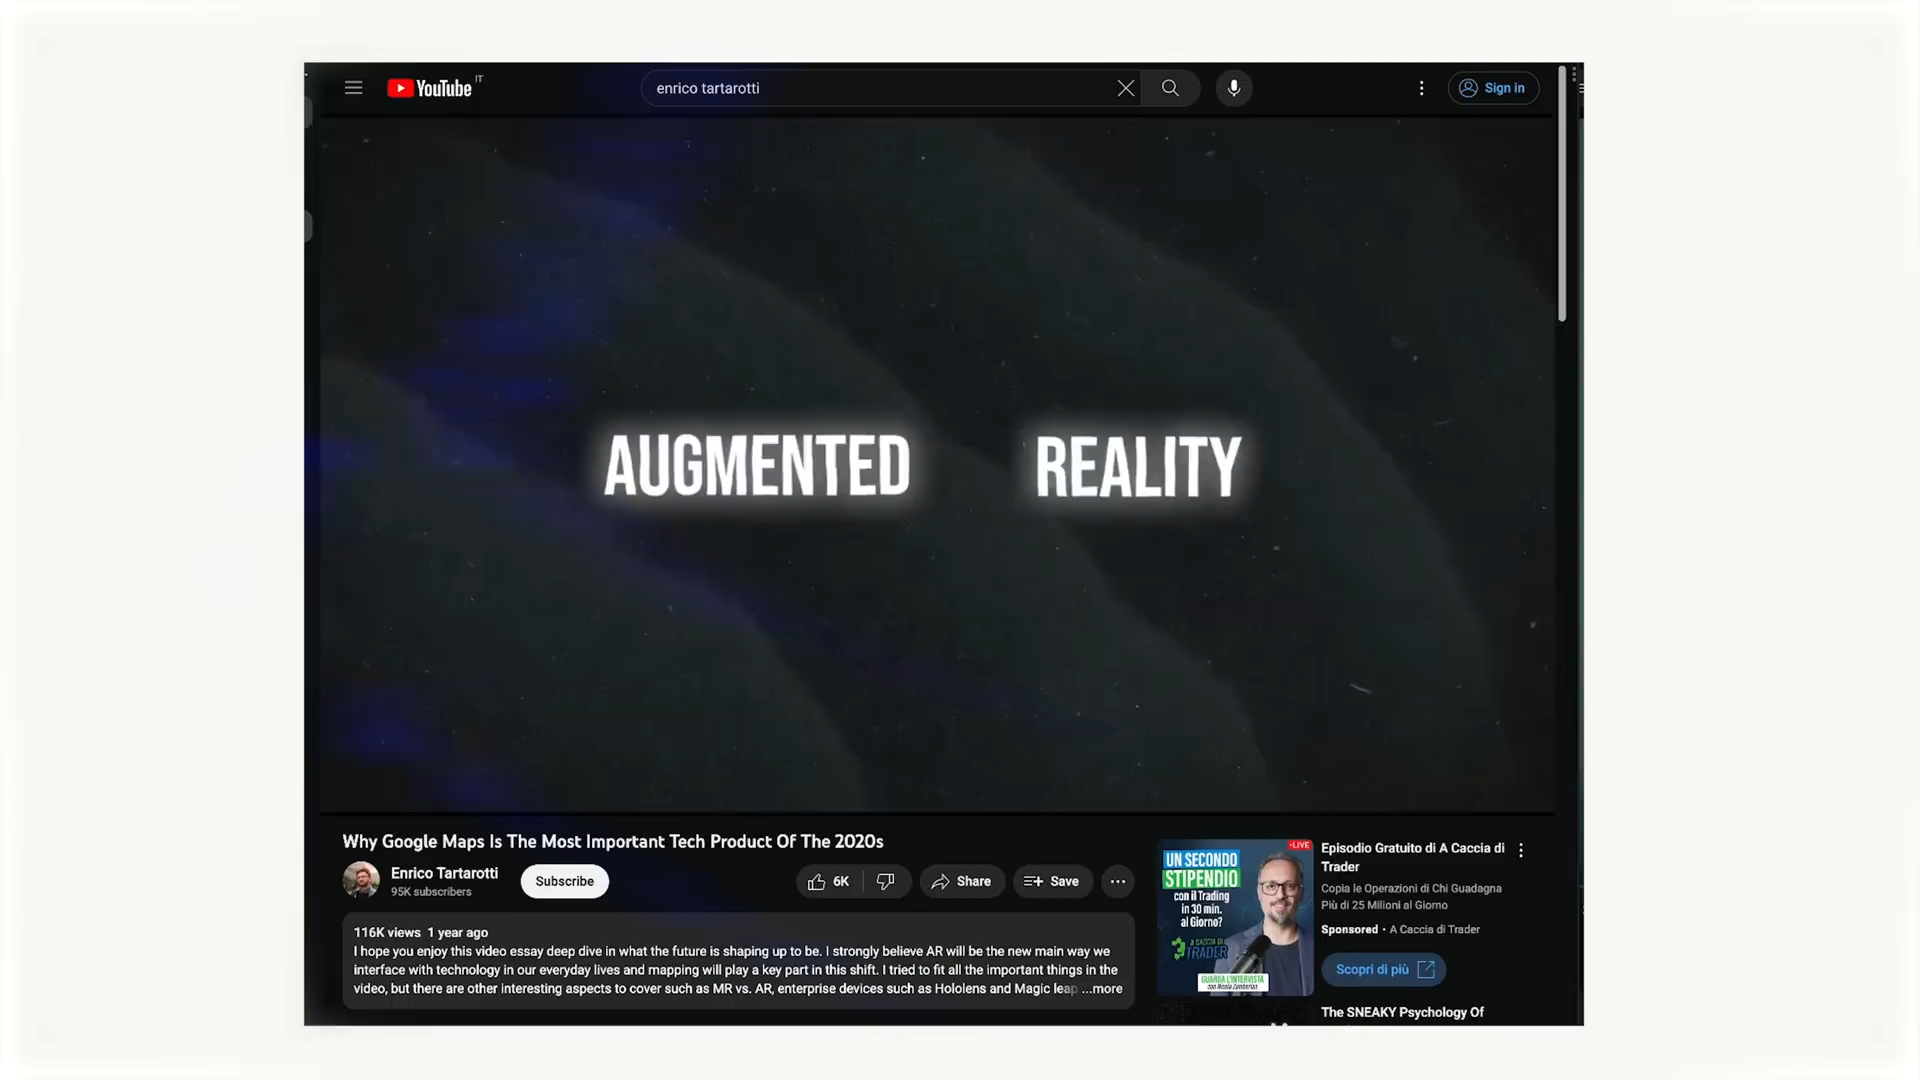 YouTube IT
enrico tartarotti
Sign in
AUGMENTED REALITY
Why Google Maps Is The Most Important Tech Product Of The 2020s
Enrico Tartarotti
95K subscribers
Subscribe
6K
Share
Save
116K views 1 year ago
I hope you enjoy this video essay deep dive in what the future is shaping up to be. I strongly believe AR will be the new main way we
interface with technology in our everyday lives and mapping will play a key part in this shift. I tried to fit all the important things in the
video, but there are other interesting aspects to cover such as MR vs. AR, enterprise devices such as Hololens and Magic leap ...more
LIVE
UN SECONDO
STIPENDIO
con il Trading
in 30 min.
al Giorno?
A CACCIA DI
TRADER
GUARDA L'INTERVISTA
Episodio Gratuito di A Caccia di
Trader
Copia le Operazioni di Chi Guadagna
Più di 25 Milioni al Giorno
Sponsored • A Caccia di Trader
Scopri di più
The SNEAKY Psychology Of